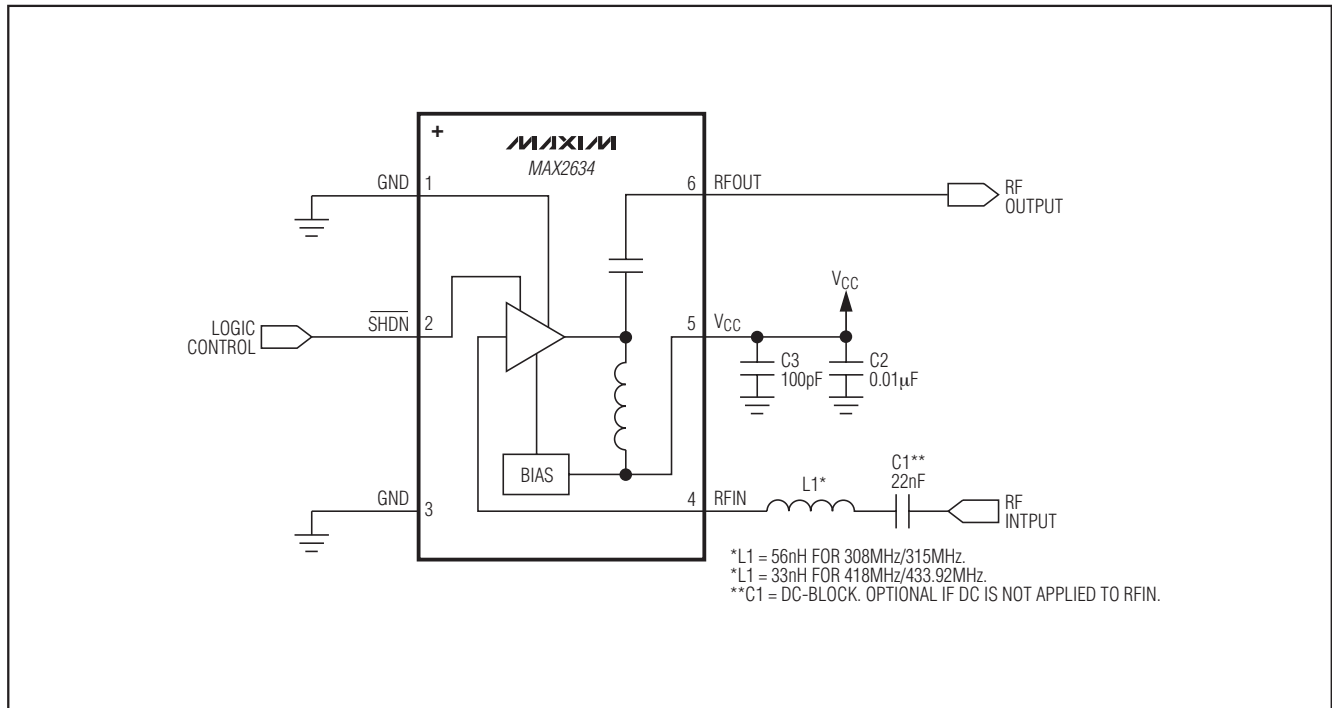 +
MAXIM
MAX2634
GND 1
6 RFOUT
RF
OUTPUT
VCC
LOGIC
CONTROL
SHDN 2
5 VCC
C3
100pF
C2
0.01μF
BIAS
C1**
22nF
L1*
GND 3
4 RFIN
RF
INTPUT
*L1 = 56nH FOR 308MHz/315MHz.
*L1 = 33nH FOR 418MHz/433.92MHz.
**C1 = DC-BLOCK. OPTIONAL IF DC IS NOT APPLIED TO RFIN.